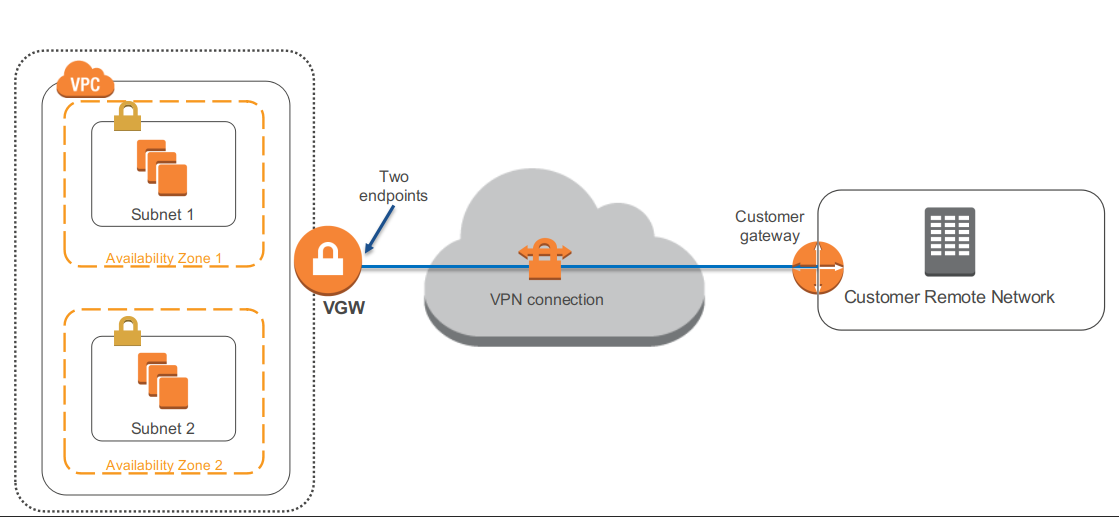 VPC
Subnet 1
Availability Zone 1
Subnet 2
Availability Zone 2
Two
endpoints
VGW
VPN connection
Customer
gateway
Customer Remote Network